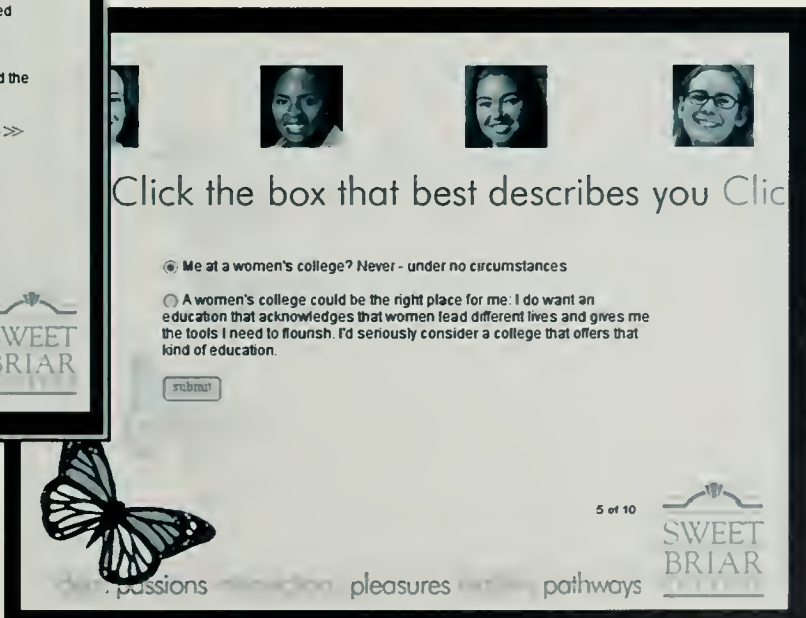 ed
d the
>>
WEET
RIAR
Click the box that best describes you Clic
Me at a women's college? Never - under no circumstances
A women's college could be the right place for me: I do want an
education that acknowledges that women lead different lives and gives me
the tools I need to flourish. I'd seriously consider a college that offers that
kind of education.
submit
5 of 10
SWEET
BRIAR
passions pleasures pathways